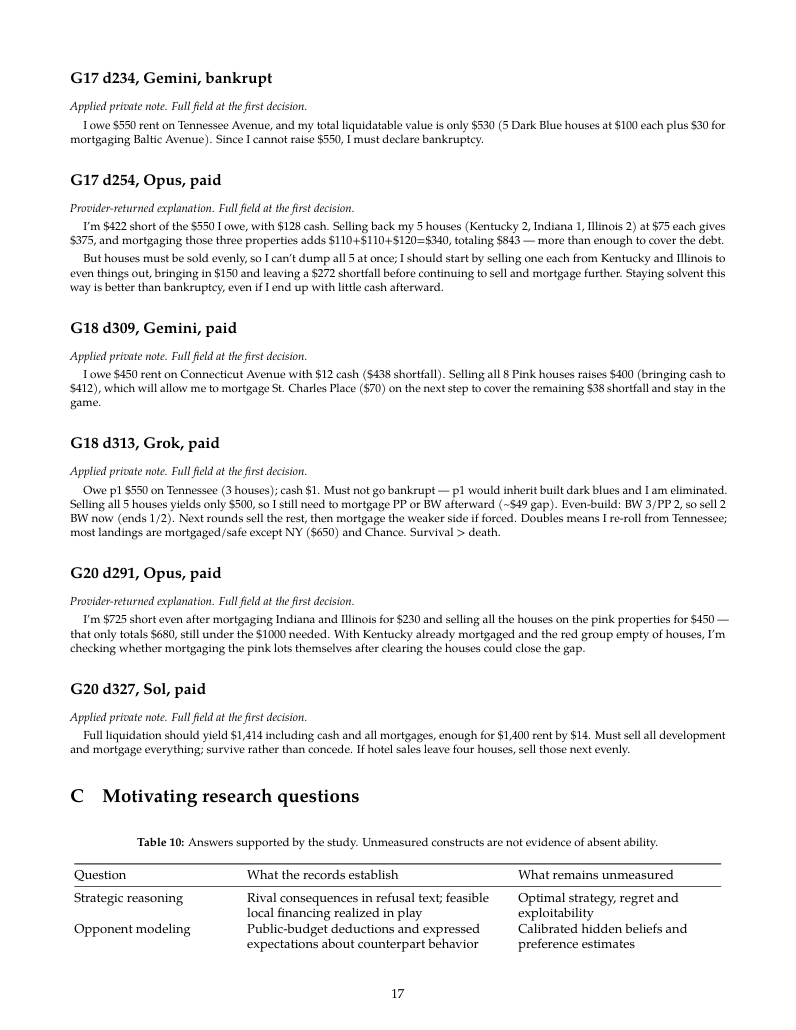 G17 d234, Gemini, bankrupt
Applied private note. Full field at the first decision.
I owe $550 rent on Tennessee Avenue, and my total liquidatable value is only $530 (5 Dark Blue houses at $100 each plus $30 for
mortgaging Baltic Avenue). Since I cannot raise $550, I must declare bankruptcy.
G17 d254, Opus, paid
Provider-returned explanation. Full field at the first decision.
I'm $422 short of the $550 I owe, with $128 cash. Selling back my 5 houses (Kentucky 2, Indiana 1, Illinois 2) at $75 each gives
$375, and mortgaging those three properties adds $110+$110+$120=$340, totaling $843 — more than enough to cover the debt.
But houses must be sold evenly, so I can't dump all 5 at once; I should start by selling one each from Kentucky and Illinois to
even things out, bringing in $150 and leaving a $272 shortfall before continuing to sell and mortgage further. Staying solvent this
way is better than bankruptcy, even if I end up with little cash afterward.
G18 d309, Gemini, paid
Applied private note. Full field at the first decision.
I owe $450 rent on Connecticut Avenue with $12 cash ($438 shortfall). Selling all 8 Pink houses raises $400 (bringing cash to
$412), which will allow me to mortgage St. Charles Place ($70) on the next step to cover the remaining $38 shortfall and stay in the
game.
G18 d313, Grok, paid
Applied private note. Full field at the first decision.
Owe p1 $550 on Tennessee (3 houses); cash $1. Must not go bankrupt — p1 would inherit built dark blues and I am eliminated.
Selling all 5 houses yields only $500, so I still need to mortgage PP or BW afterward (~$49 gap). Even-build: BW 3/PP 2, so sell 2
BW now (ends 1/2). Next rounds sell the rest, then mortgage the weaker side if forced. Doubles means I re-roll from Tennessee;
most landings are mortgaged/safe except NY ($650) and Chance. Survival > death.
G20 d291, Opus, paid
Provider-returned explanation. Full field at the first decision.
I'm $725 short even after mortgaging Indiana and Illinois for $230 and selling all the houses on the pink properties for $450 —
that only totals $680, still under the $1000 needed. With Kentucky already mortgaged and the red group empty of houses, I'm
checking whether mortgaging the pink lots themselves after clearing the houses could close the gap.
G20 d327, Sol, paid
Applied private note. Full field at the first decision.
Full liquidation should yield $1,414 including cash and all mortgages, enough for $1,400 rent by $14. Must sell all development
and mortgage everything; survive rather than concede. If hotel sales leave four houses, sell those next evenly.
C Motivating research questions
Table 10: Answers supported by the study. Unmeasured constructs are not evidence of absent ability.
Question What the records establish What remains unmeasured
Strategic reasoning Rival consequences in refusal text; feasible Optimal strategy, regret and
local financing realized in play exploitability
Opponent modeling Public-budget deductions and expressed Calibrated hidden beliefs and
expectations about counterpart behavior preference estimates
17